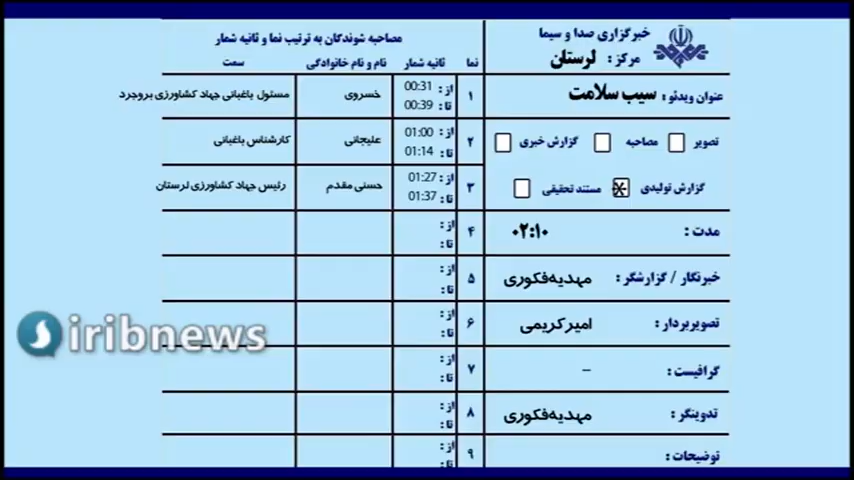 خبرگزاری صدا و سیما
مرکز : لرستان
عنوان ویدئو : سیب سلامت
تصویر مصاحبه گزارش خبری
گزارش تولیدی مستند تحقیقی
مدت : ۰۲:۱۰
خبرنگار / گزارشگر : مهدیه‌فکوری
تصویربردار : امیرکریمی
گرافیست : –
تدوینگر : مهدیه‌فکوری
توضیحات :
مصاحبه شوندگان به ترتیب نما و ثانیه شمار
نما ثانیه شمار نام و نام خانوادگی سمت
۱ از : 00:31 خسروی مسئول باغبانی جهاد کشاورزی بروجرد
تا : 00:39
۲ از : 01:00 علیجانی کارشناس باغبانی
تا : 01:14
۳ از : 01:27 حسنی مقدم رئیس جهاد کشاورزی لرستان
تا : 01:37
۴ از :
تا :
۵ از :
تا :
۶ از :
تا :
۷ از :
تا :
۸ از :
تا :
۹ از :
تا :
iribnews